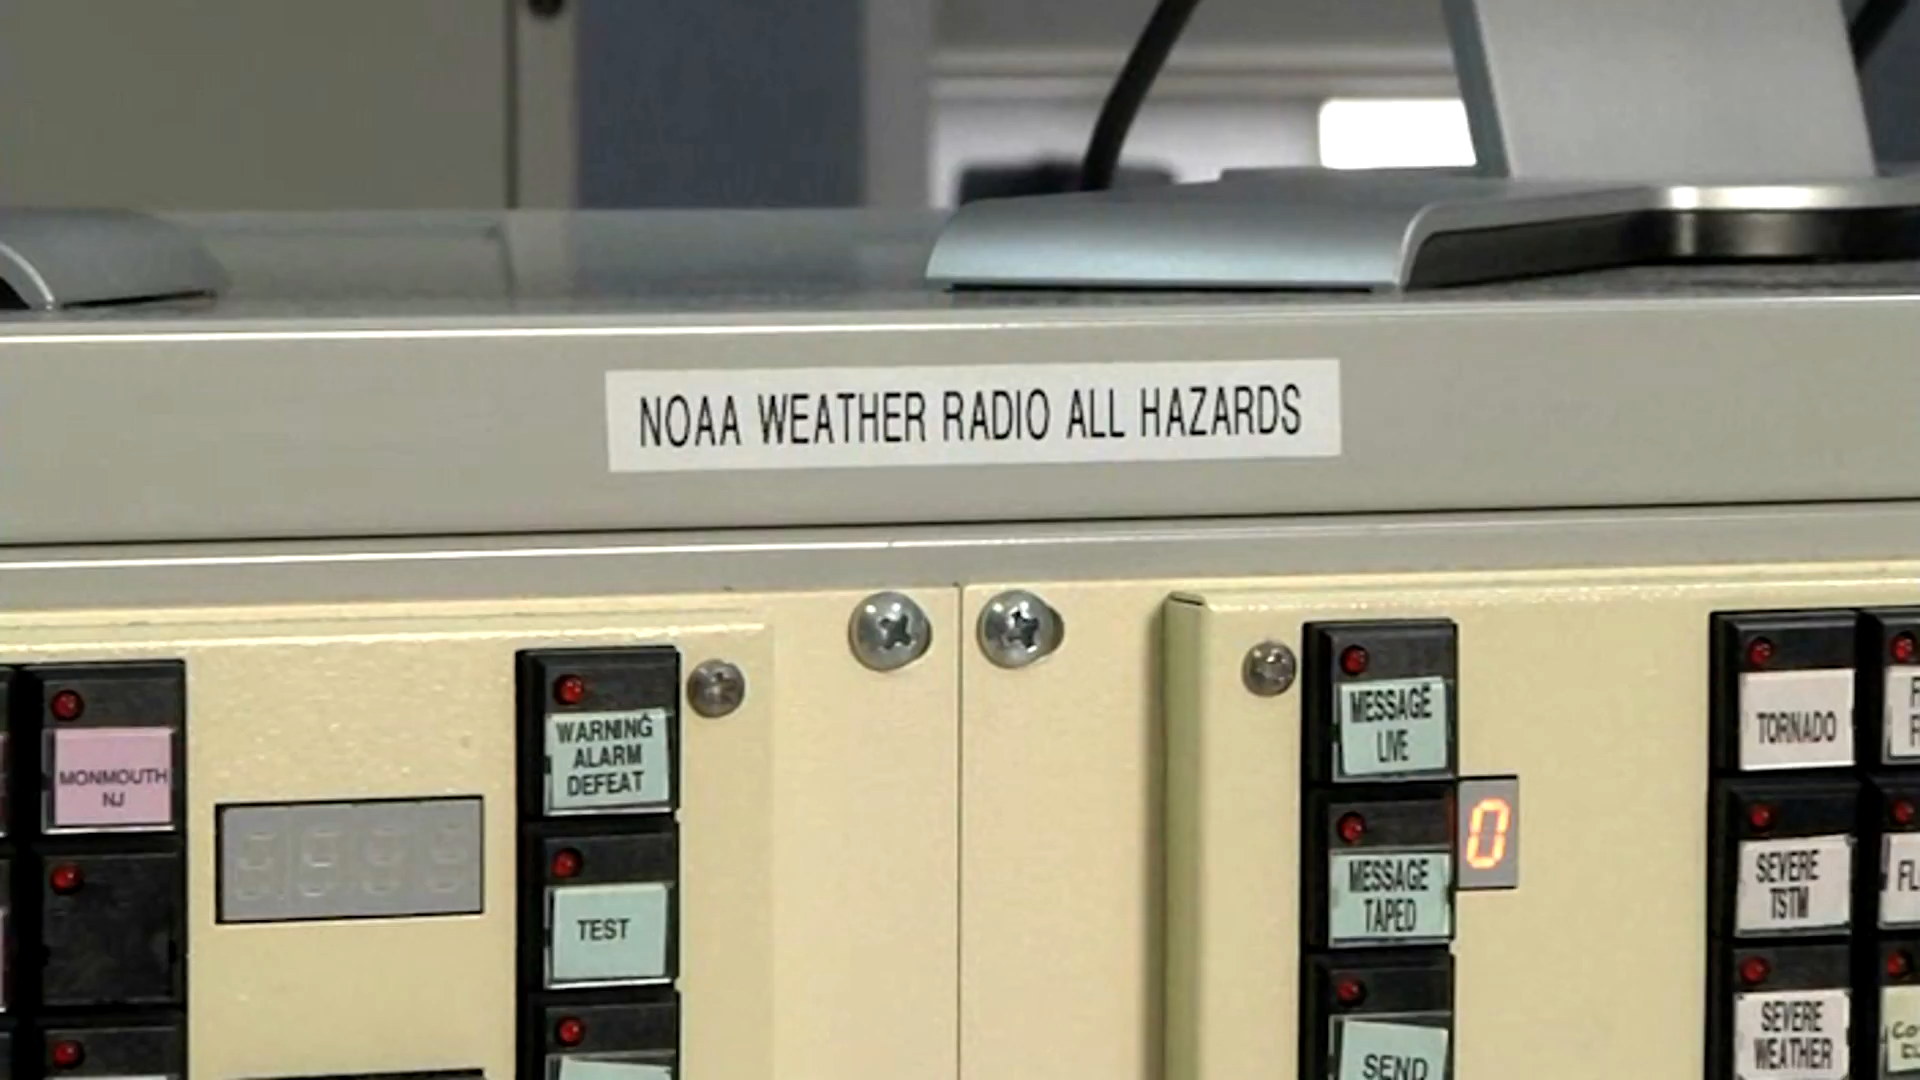 NOAA WEATHER RADIO ALL HAZARDS
MONMOUTH
NJ
WARNING
ALARM
DEFEAT
TEST
MESSAGE
LIVE
MESSAGE
TAPED
0
SEND
TORNADO
SEVERE
TSTM
SEVERE
WEATHER